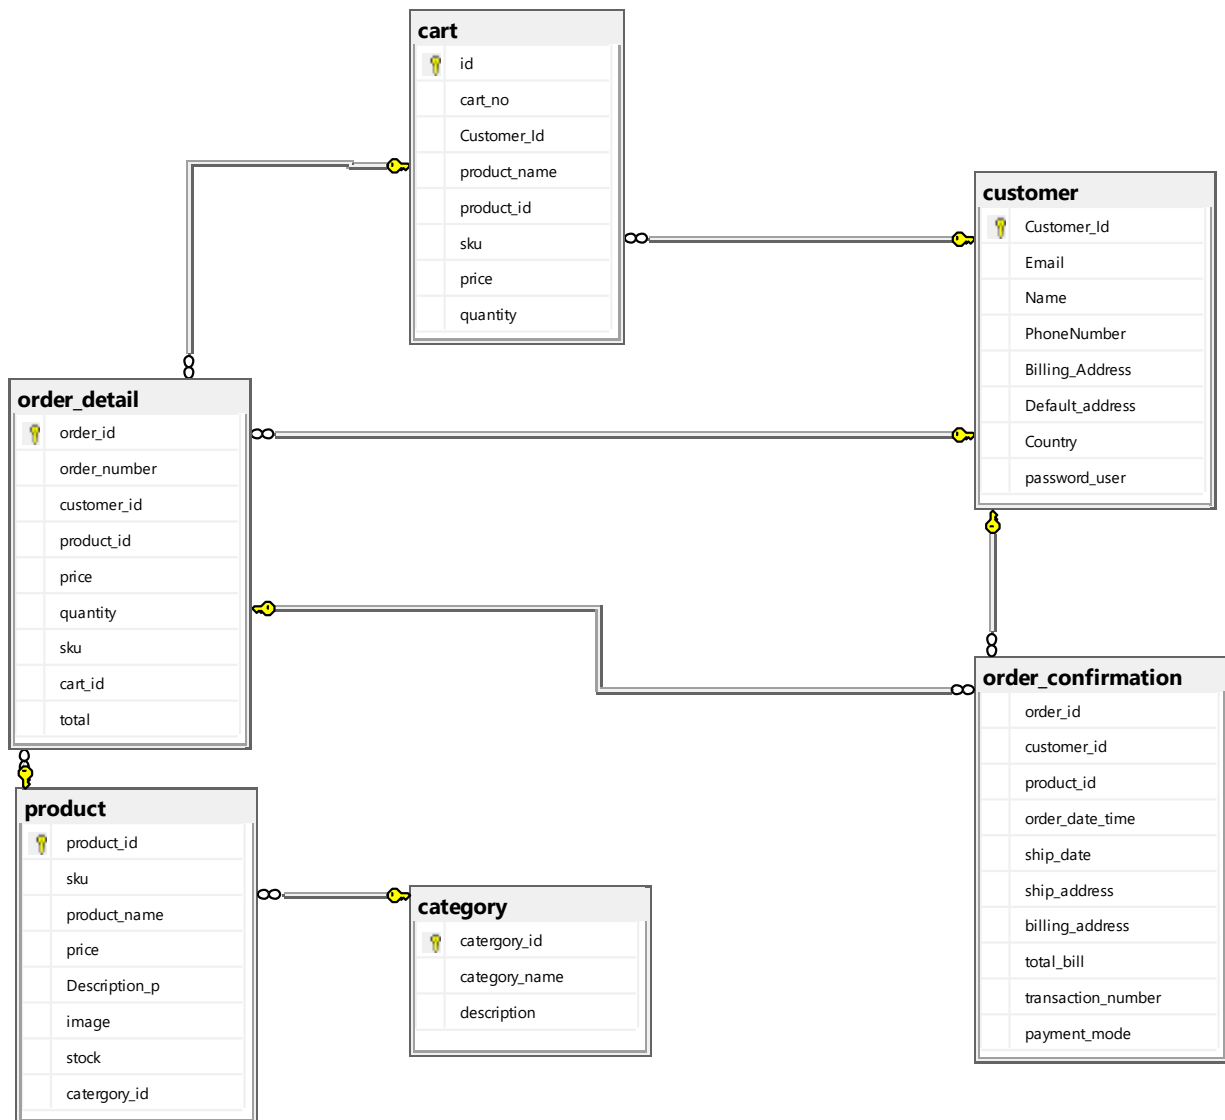 cart
id
cart_no
Customer_Id
product_name
product_id
sku
price
quantity
customer
Customer_Id
Email
Name
PhoneNumber
Billing_Address
Default_address
Country
password_user
order_detail
order_id
order_number
customer_id
product_id
price
quantity
sku
cart_id
total
order_confirmation
order_id
customer_id
product_id
order_date_time
ship_date
ship_address
billing_address
total_bill
transaction_number
payment_mode
product
product_id
sku
product_name
price
Description_p
image
stock
catergory_id
category
catergory_id
category_name
description